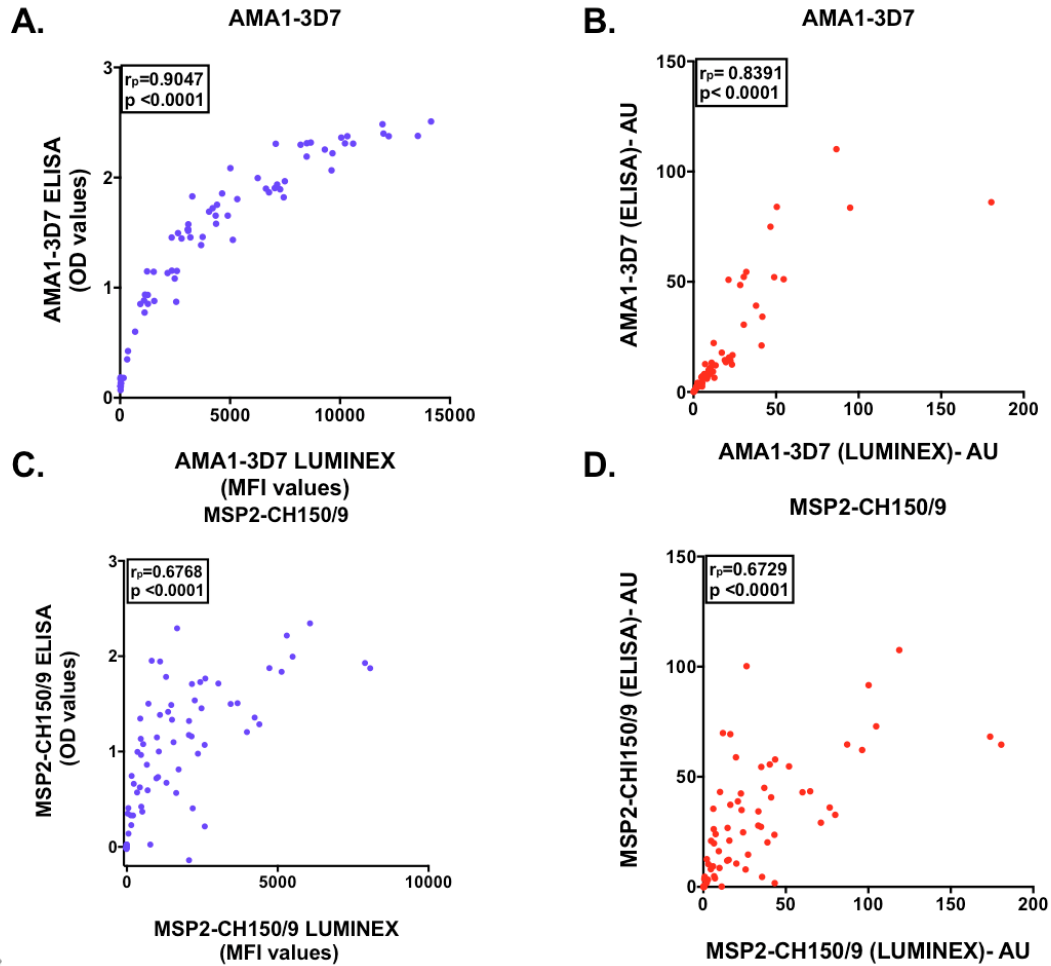 A.
AMA1-3D7
rp=0.9047
p <0.0001
3
2
1
0
0
5000
10000
15000
AMA1-3D7 ELISA
(OD values)
AMA1-3D7 LUMINEX
(MFI values)
B.
AMA1-3D7
rp= 0.8391
p< 0.0001
150
100
50
0
0
50
100
150
200
AMA1-3D7 (ELISA)- AU
AMA1-3D7 (LUMINEX)- AU
C.
MSP2-CH150/9
rp=0.6768
p <0.0001
3
2
1
0
0
5000
10000
MSP2-CH150/9 ELISA
(OD values)
MSP2-CH150/9 LUMINEX
(MFI values)
D.
MSP2-CH150/9
rp=0.6729
p <0.0001
150
100
50
0
0
50
100
150
200
MSP2-CHI150/9 (ELISA)- AU
MSP2-CH150/9 (LUMINEX)- AU